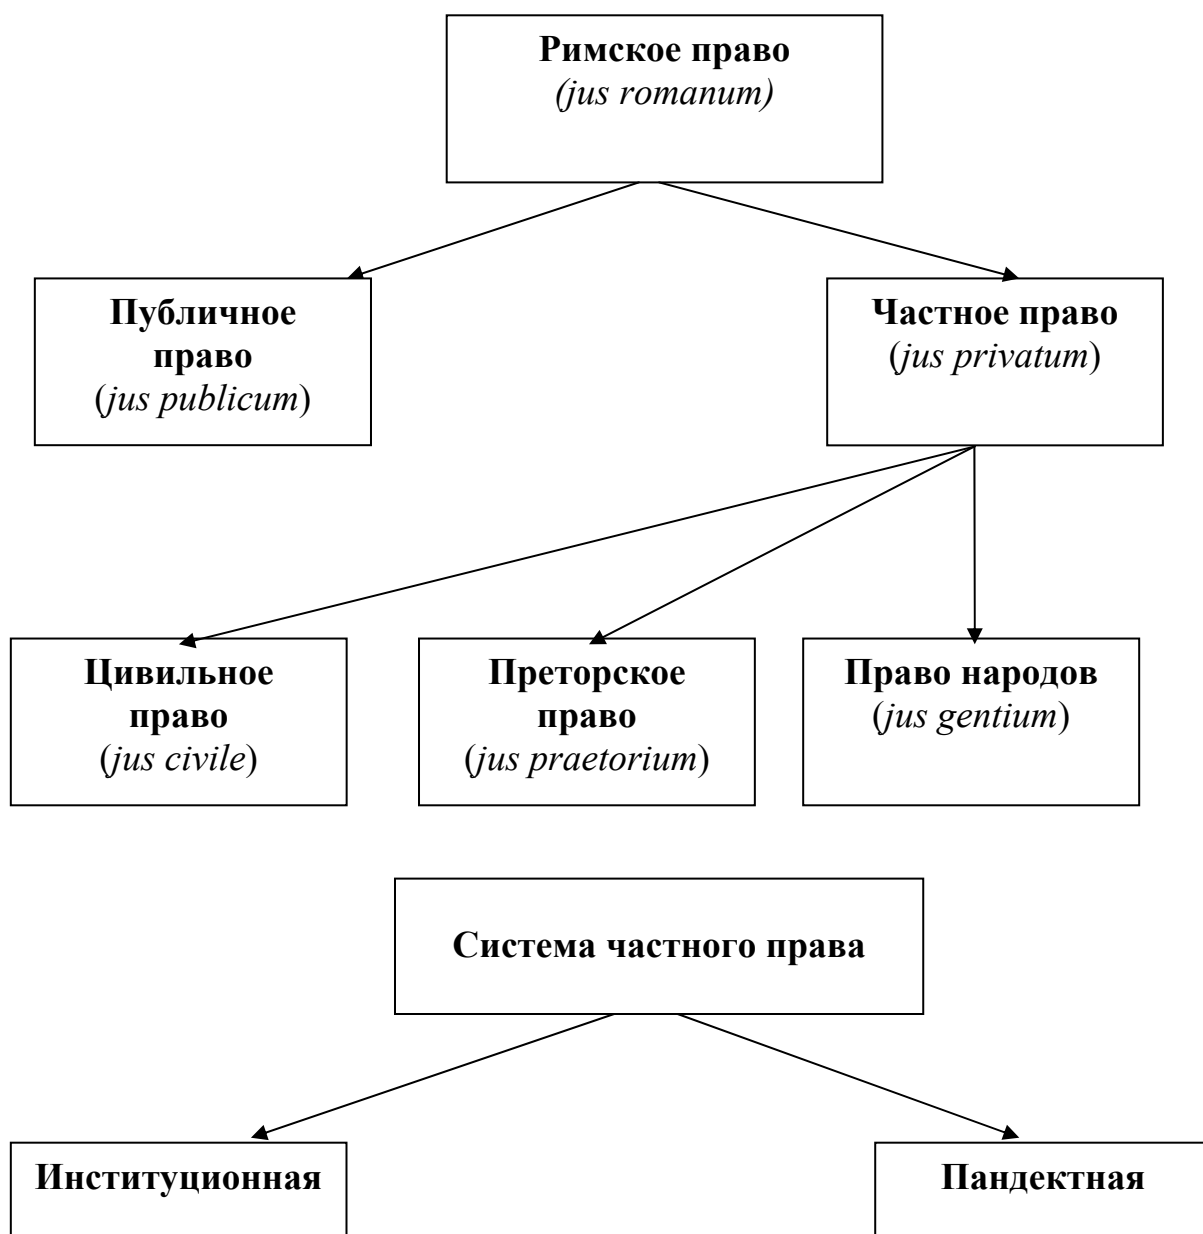 Римское право
(jus romanum)
Публичное
право
(jus publicum)
Частное право
(jus privatum)
Цивильное
право
(jus civile)
Преторское
право
(jus praetorium)
Право народов
(jus gentium)
Система частного права
Институционная
Пандектная